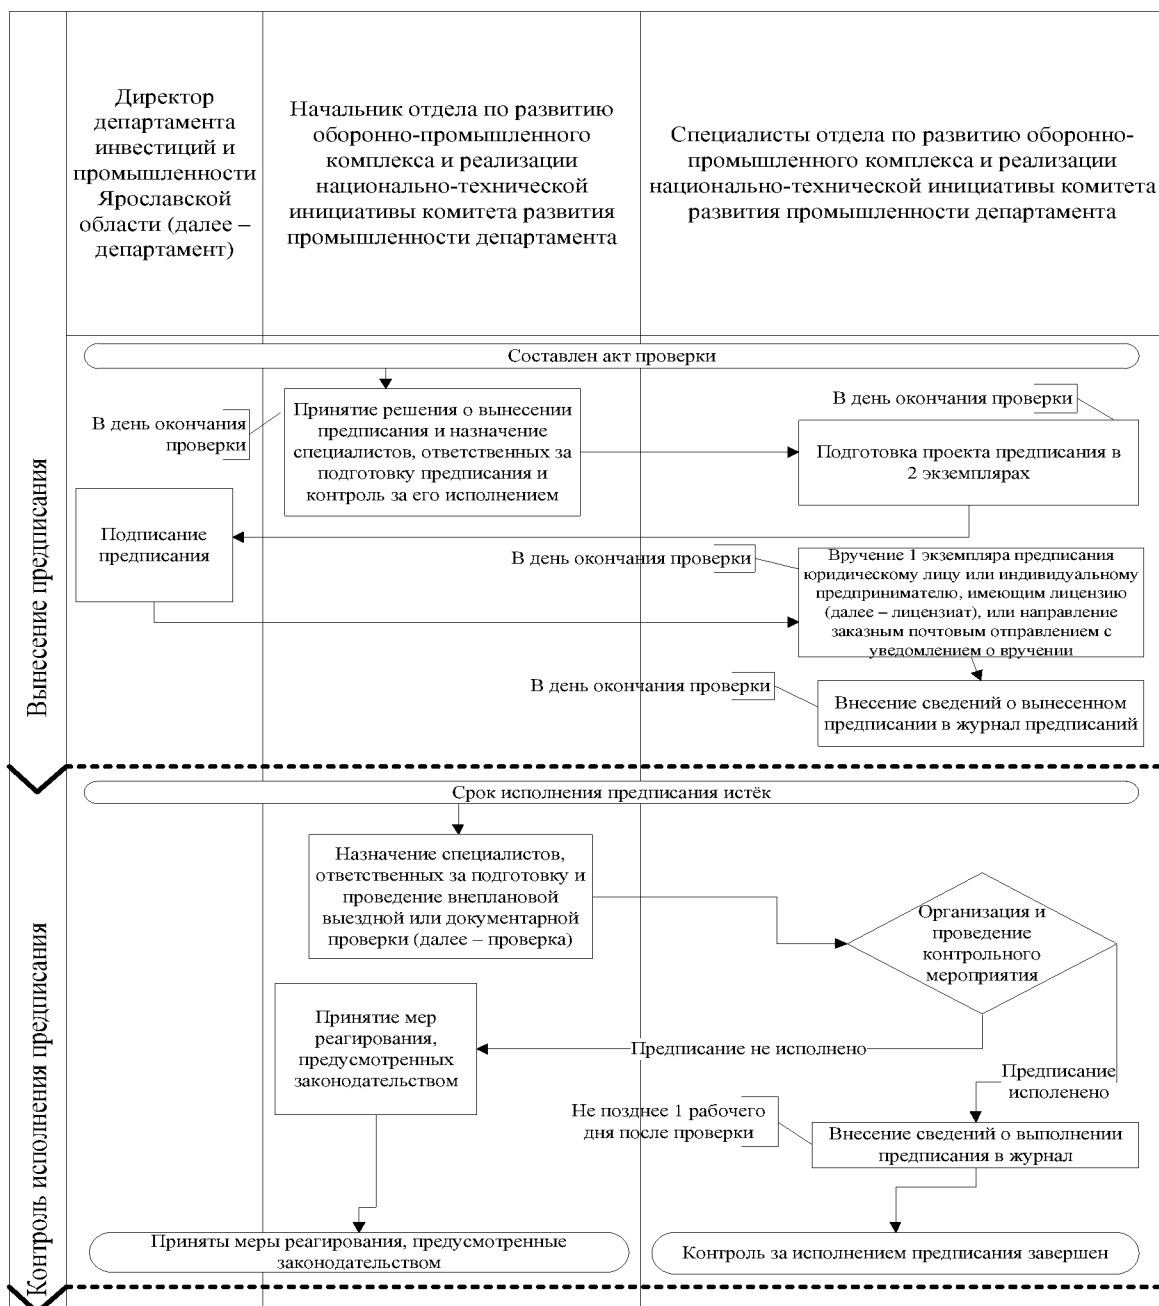 Директор
департамента
инвестиций и
промышленности
Ярославской
области (далее –
департамент)
Начальник отдела по развитию
оборонно-промышленного
комплекса и реализации
национально-технической
инициативы комитета развития
промышленности департамента
Специалисты отдела по развитию оборонно-
промышленного комплекса и реализации
национально-технической инициативы комитета
развития промышленности департамента
Вынесение предписания
Составлен акт проверки
В день окончания
проверки
Принятие решения о вынесении
предписания и назначение
специалистов, ответственных за
подготовку предписания и
контроль за его исполнением
В день окончания проверки
Подготовка проекта предписания в
2 экземплярах
Подписание
предписания
В день окончания проверки
Вручение 1 экземпляра предписания
юридическому лицу или индивидуальному
предпринимателю, имеющим лицензию
(далее – лицензиат), или направление
заказным почтовым отправлением с
уведомлением о вручении
В день окончания проверки
Внесение сведений о вынесенном
предписании в журнал предписаний
Контроль исполнения предписания
Срок исполнения предписания истёк
Назначение специалистов,
ответственных за подготовку и
проведение внеплановой
выездной или документарной
проверки (далее – проверка)
Организация и
проведение
контрольного
мероприятия
Принятие мер
реагирования,
предусмотренных
законодательством
Предписание не исполнено
Предписание
исполенено
Не позднее 1 рабочего
дня после проверки
Внесение сведений о выполнении
предписания в журнал
Приняты меры реагирования, предусмотренные
законодательством
Контроль за исполнением предписания завершен